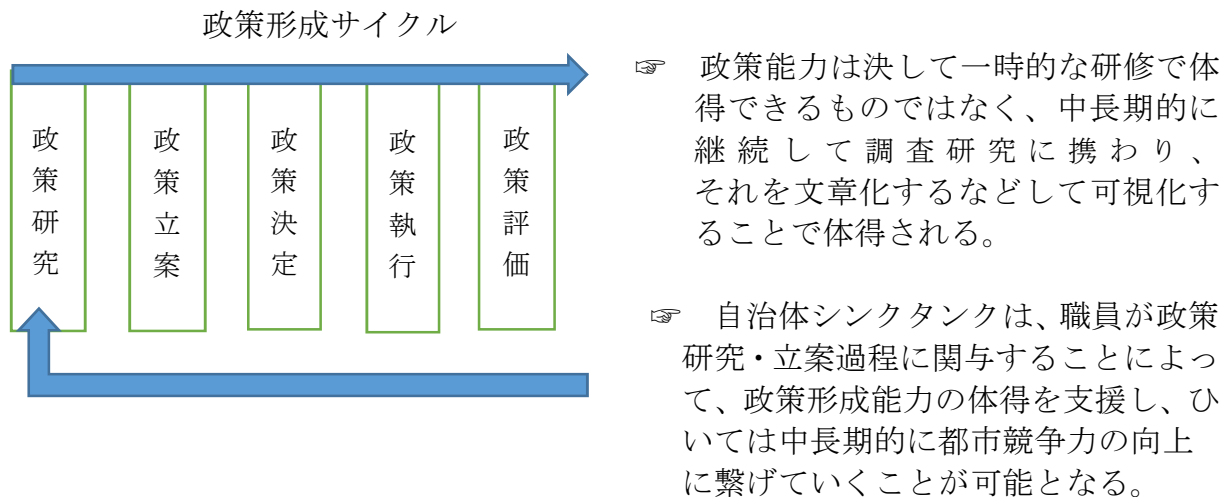 政策形成サイクル
政策研究
政策立案
政策決定
政策執行
政策評価
☞ 政策能力は決して一時的な研修で体
得できるものではなく、中長期的に
継続して調査研究に携わり、
それを文章化するなどして可視化す
ることで体得される。
☞ 自治体シンクタンクは、職員が政策
研究・立案過程に関与することによっ
て、政策形成能力の体得を支援し、ひ
いては中長期的に都市競争力の向上
に繋げていくことが可能となる。